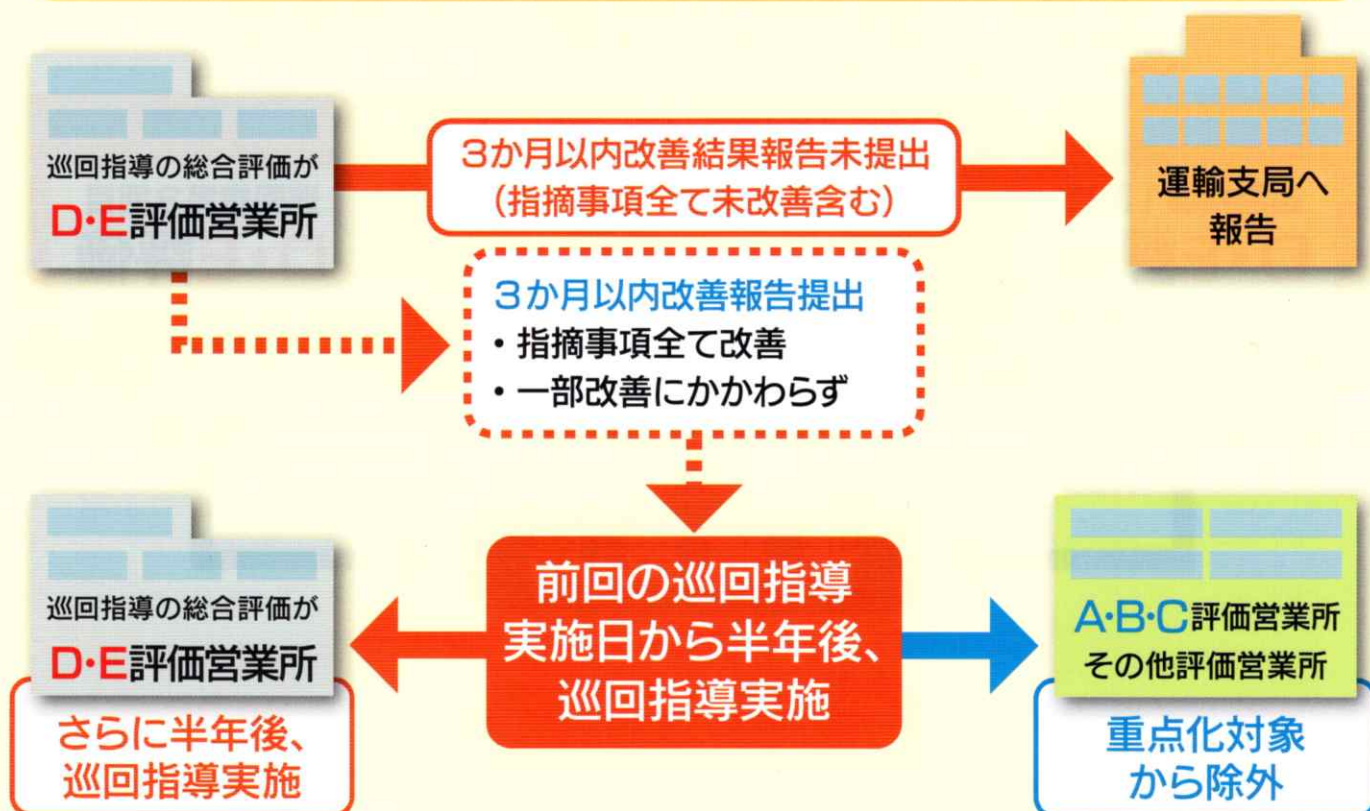 巡回指導の総合評価が
D・E評価営業所
3か月以内改善結果報告未提出
（指摘事項全て未改善含む）
運輸支局へ
報告
3か月以内改善報告提出
・指摘事項全て改善
・一部改善にかかわらず
前回の巡回指導
実施日から半年後、
巡回指導実施
巡回指導の総合評価が
D・E評価営業所
さらに半年後、
巡回指導実施
A・B・C評価営業所
その他評価営業所
重点化対象
から除外